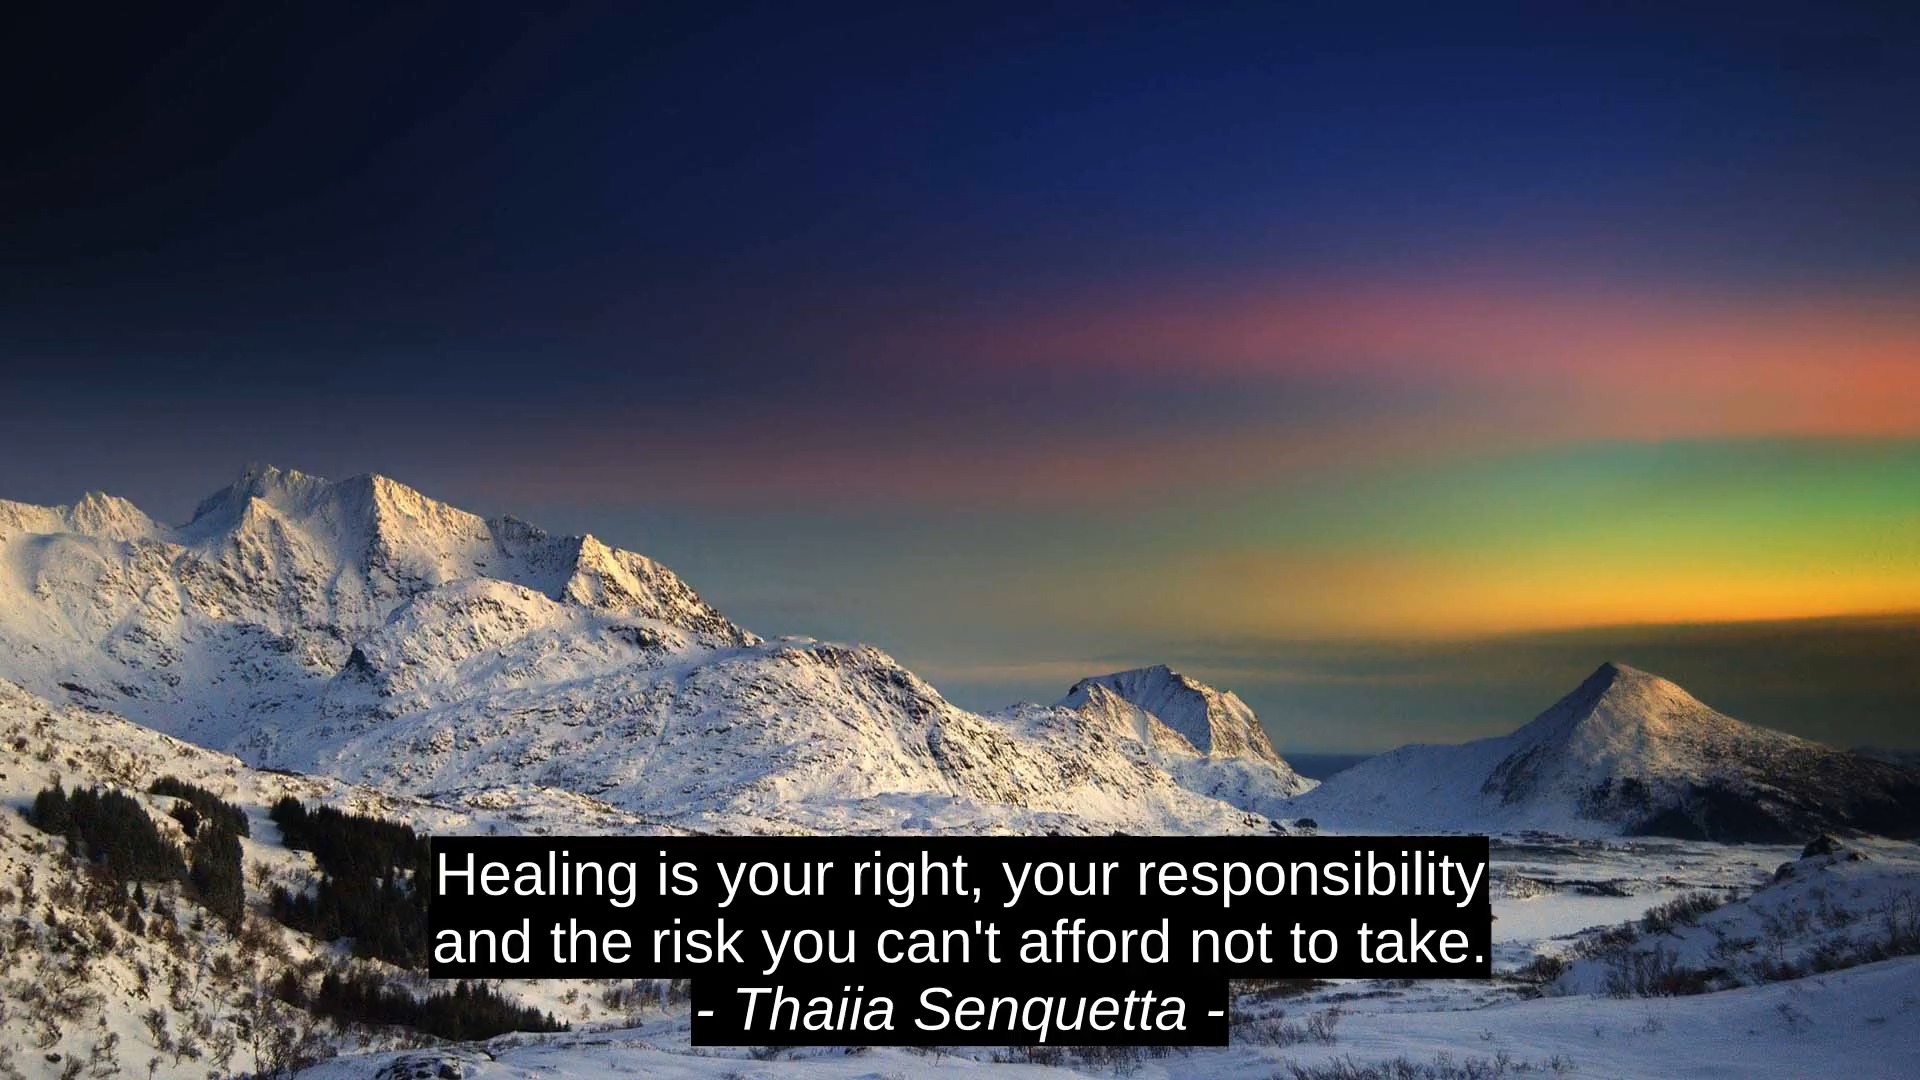 Healing is your right, your responsibility
and the risk you can't afford not to take.
- Thaiia Senquetta -